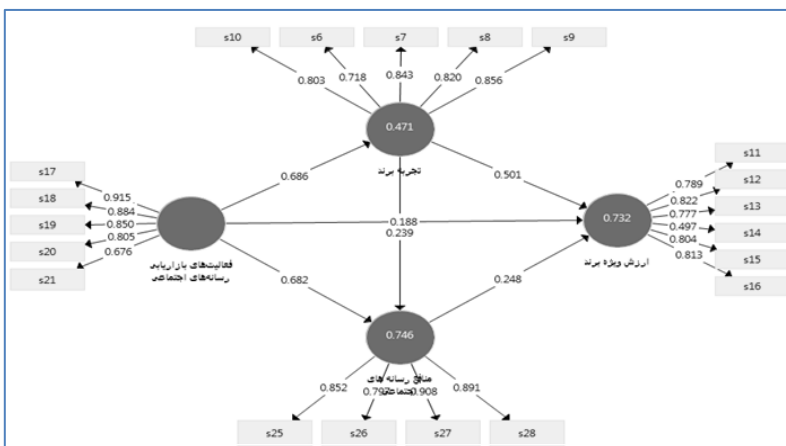 s10 s6 s7 s8 s9
0.803 0.718 0.843 0.820 0.856
0.471
تجربه برند
s17
s18
s19
s20
s21
0.915
0.884
0.850
0.805
0.676
فعالیت‌های بازاریابی
رسانه‌های اجتماعی
0.686
0.501
0.188
0.239
0.682
0.248
s11
s12
s13
s14
s15
s16
0.789
0.822
0.777
0.497
0.804
0.813
0.732
ارزش ویژه برند
0.746
منافع رسانه های
اجتماعی
0.852 0.908 0.891
s25 s26 s27 s28